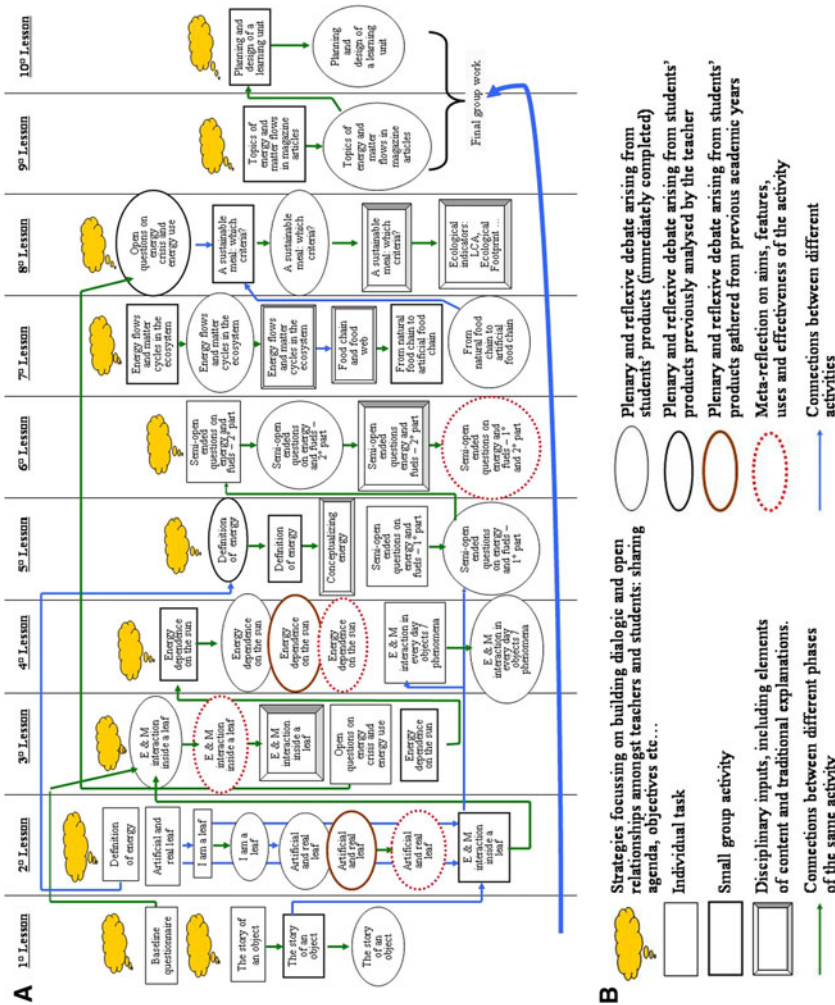 A
1º Lesson
Baseline
questionnaire
The story of
an object
The story
of an
object
The story of
an object
2º Lesson
Definition
of energy
Artificial and
real leaf
I am a leaf
I am a
leaf
Artificial
and real
leaf
Artificial
and real
leaf
Artificial
and real
leaf
E & M
interaction
inside a
leaf
3º Lesson
E & M
interaction
inside a leaf
E & M
interaction
inside a leaf
E & M
interaction
inside a
leaf
Open
questions on
energy
crisis and
energy use
Energy
dependence
on the sun
4º Lesson
Energy
dependence
on the sun
Energy
dependence
on the sun
Energy
dependence
on the sun
Energy
dependence
on the sun
E & M
interaction in
every day
objects /
phenomena
E & M
interaction in
every day
objects /
phenomena
5º Lesson
Definition
of energy
Definition
of energy
Conceptualizing
energy
Semi-open
ended
questions on
energy and
fuels – 1º part
Semi-open
ended
questions on
energy and
fuels –
1º part
6º Lesson
Semi-open
ended
questions on
energy and
fuels – 2º part
Semi-open
ended
questions
on energy
and fuels –
2º part
Semi-open
ended
questions
energy and
fuels – 2º part
Semi-open
ended
questions on
energy and
fuels – 1º
and 2º part
7º Lesson
Energy flows
and matter
cycles in the
ecosystem
Energy flows
and matter
cycles in the
ecosystem
Energy flows
and matter
cycles in the
ecosystem
Food chain
and food
web
From natural
food chain to
artificial food
chain
From
natural food
chain to
artificial
food chain
8º Lesson
Open
questions on
energy
crisis and
energy use
A sustainable
meal: which
criteria?
A sustainable
meal: which
criteria?
A sustainable
meal: which
criteria?
Ecological
indicators:
LCA,
Ecological
Footprint ...
9º Lesson
Topics of
energy and
matter flows
in magazine
articles
Topics of
energy and
matter
flows in
magazine
articles
10º Lesson
Planning and
design of a
learning unit
Planning
and
design of
a learning
unit
Final group work
B
Strategies focussing on building dialogic and open
relationships amongst teachers and students: sharing
agenda, objectives etc...
Individual task
Small group activity
Disciplinary inputs, including elements
of content and traditional explanations.
Connections between different phases
of the same activity
Plenary and reflexive debate arising from
students’ products (immediately completed)
Plenary and reflexive debate arising from students’
products previously analysed by the teacher
Plenary and reflexive debate arising from students’
products gathered from previous academic years
Meta-reflection on aims, features,
uses and effectiveness of the activity
Connections between different
activities